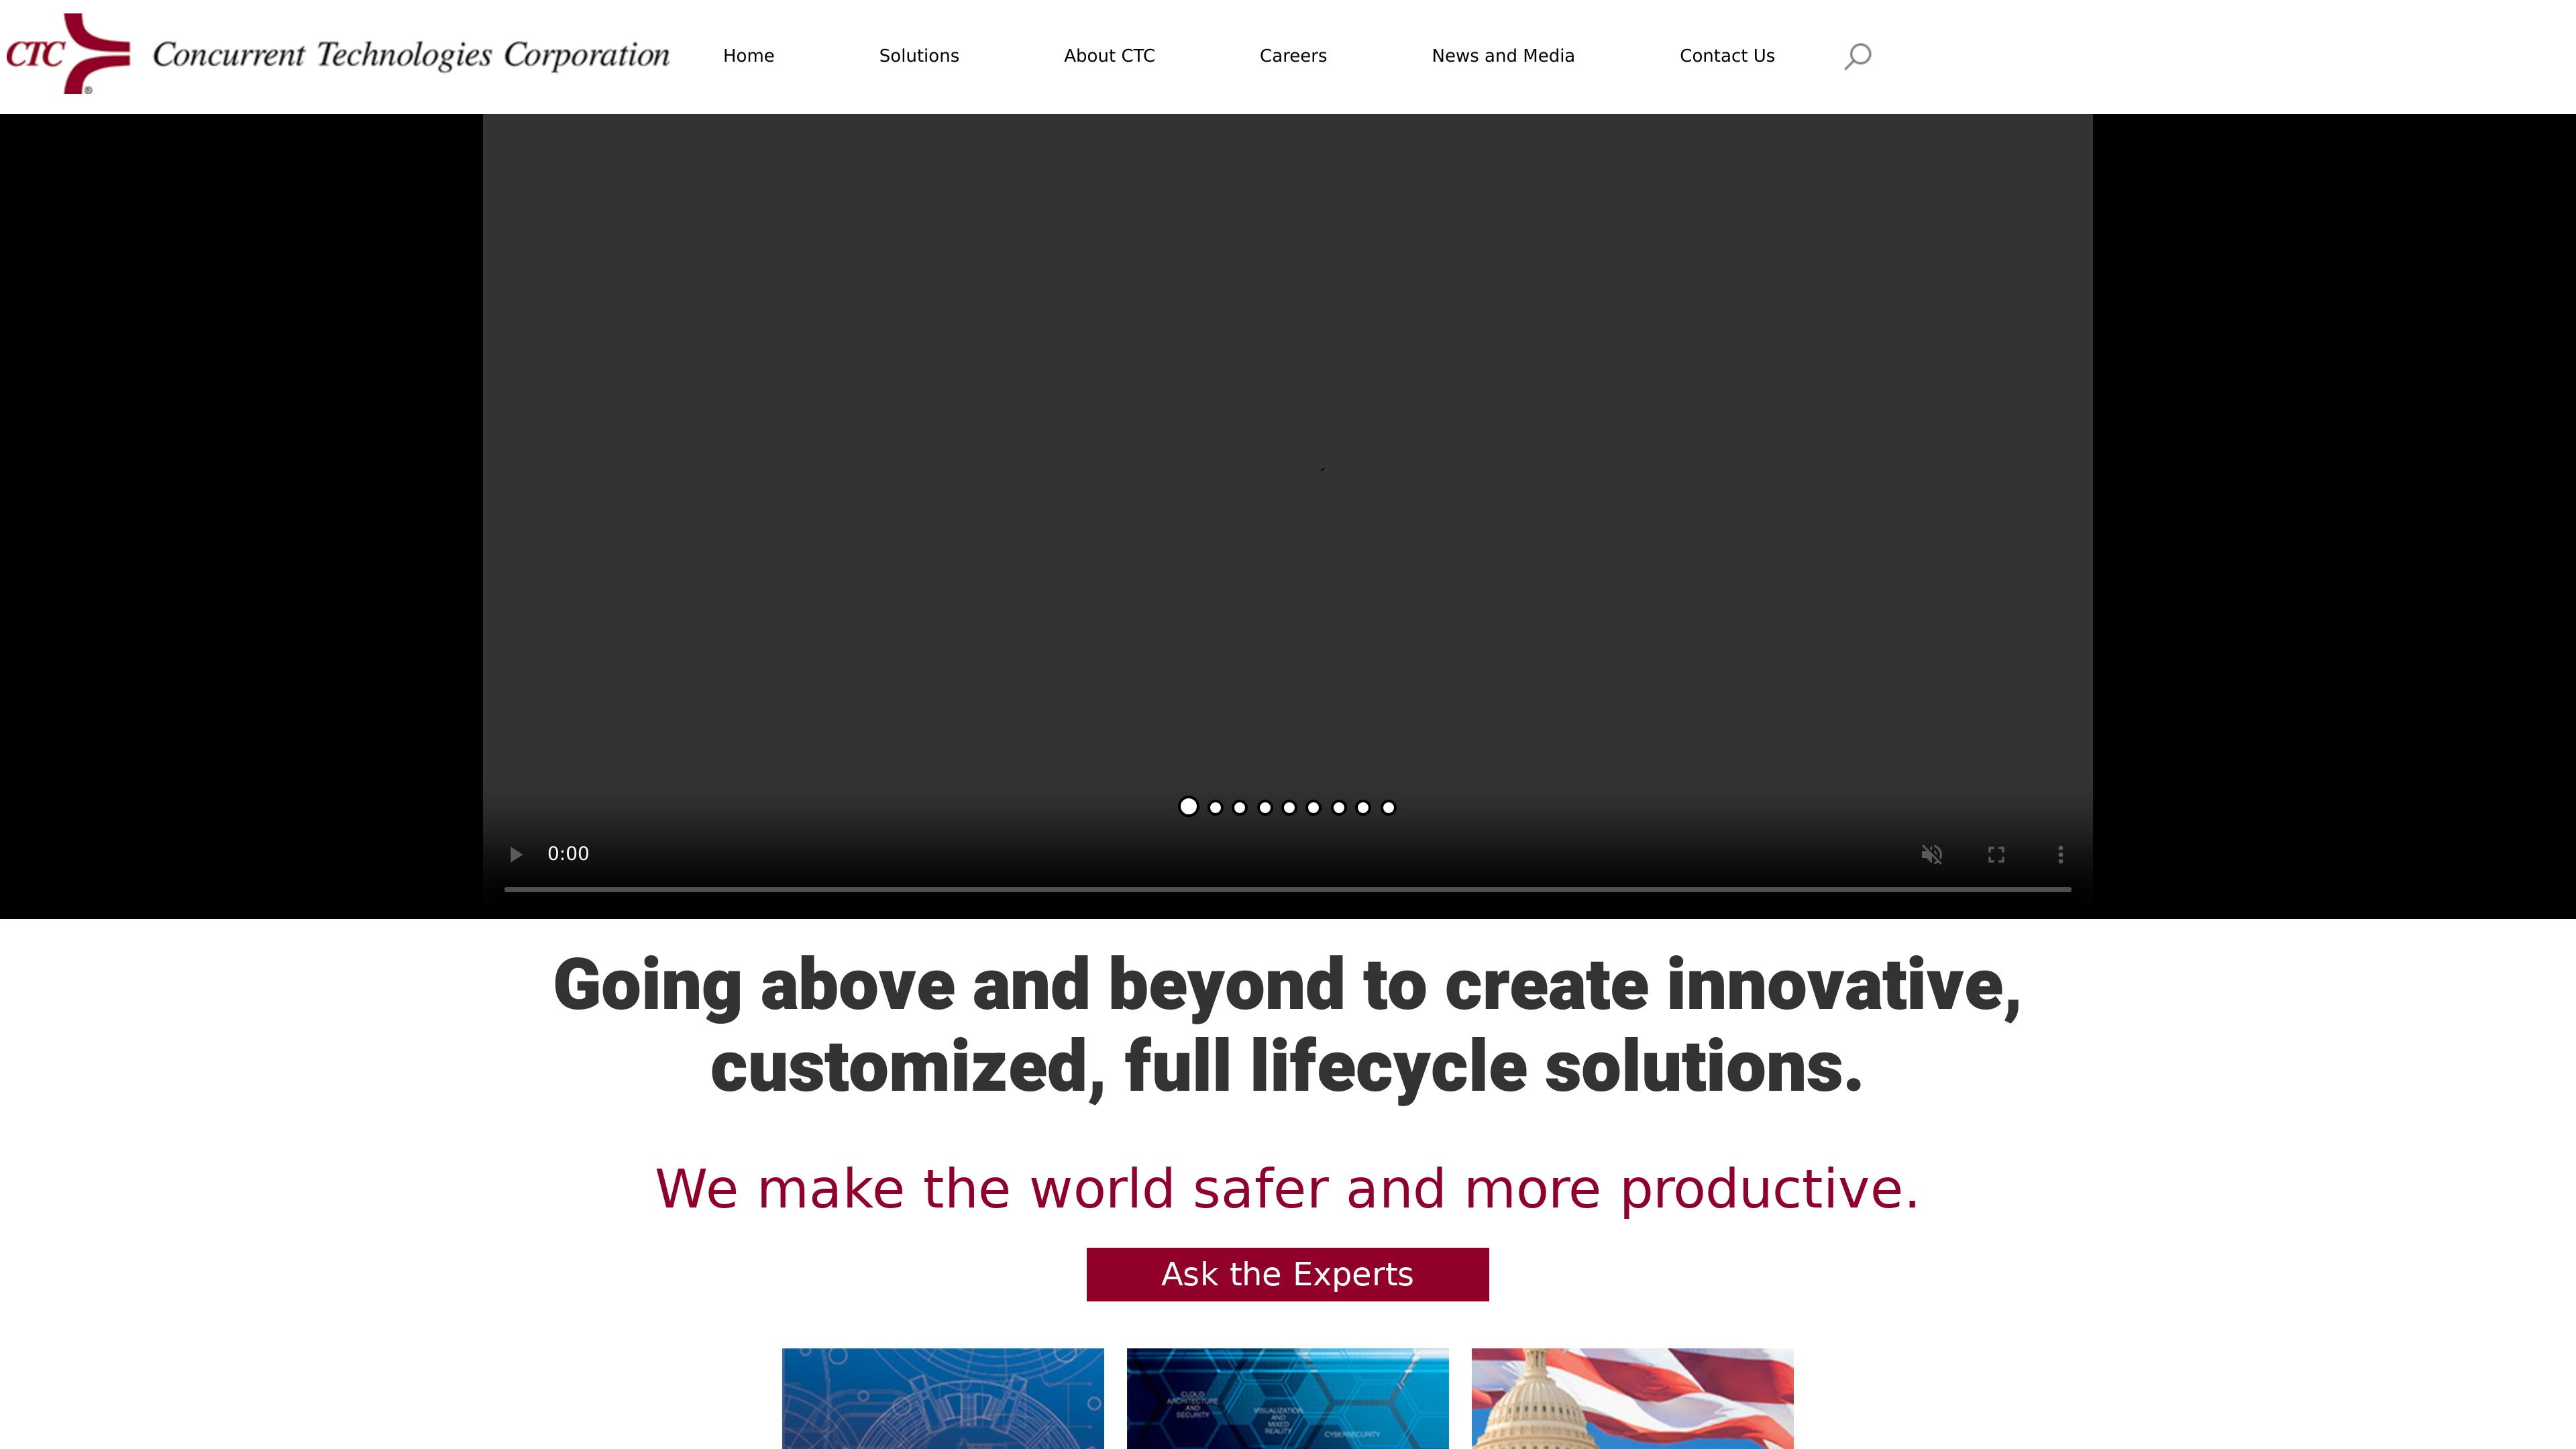 CTC
®
Concurrent Technologies Corporation
Home
Solutions
About CTC
Careers
News and Media
Contact Us
0:00
Going above and beyond to create innovative,
customized, full lifecycle solutions.
We make the world safer and more productive.
Ask the Experts
CLOUD
ARCHITECTURE
AND
SECURITY
VISUALIZATION
AND
MIXED
REALITY
CYBERSECURITY